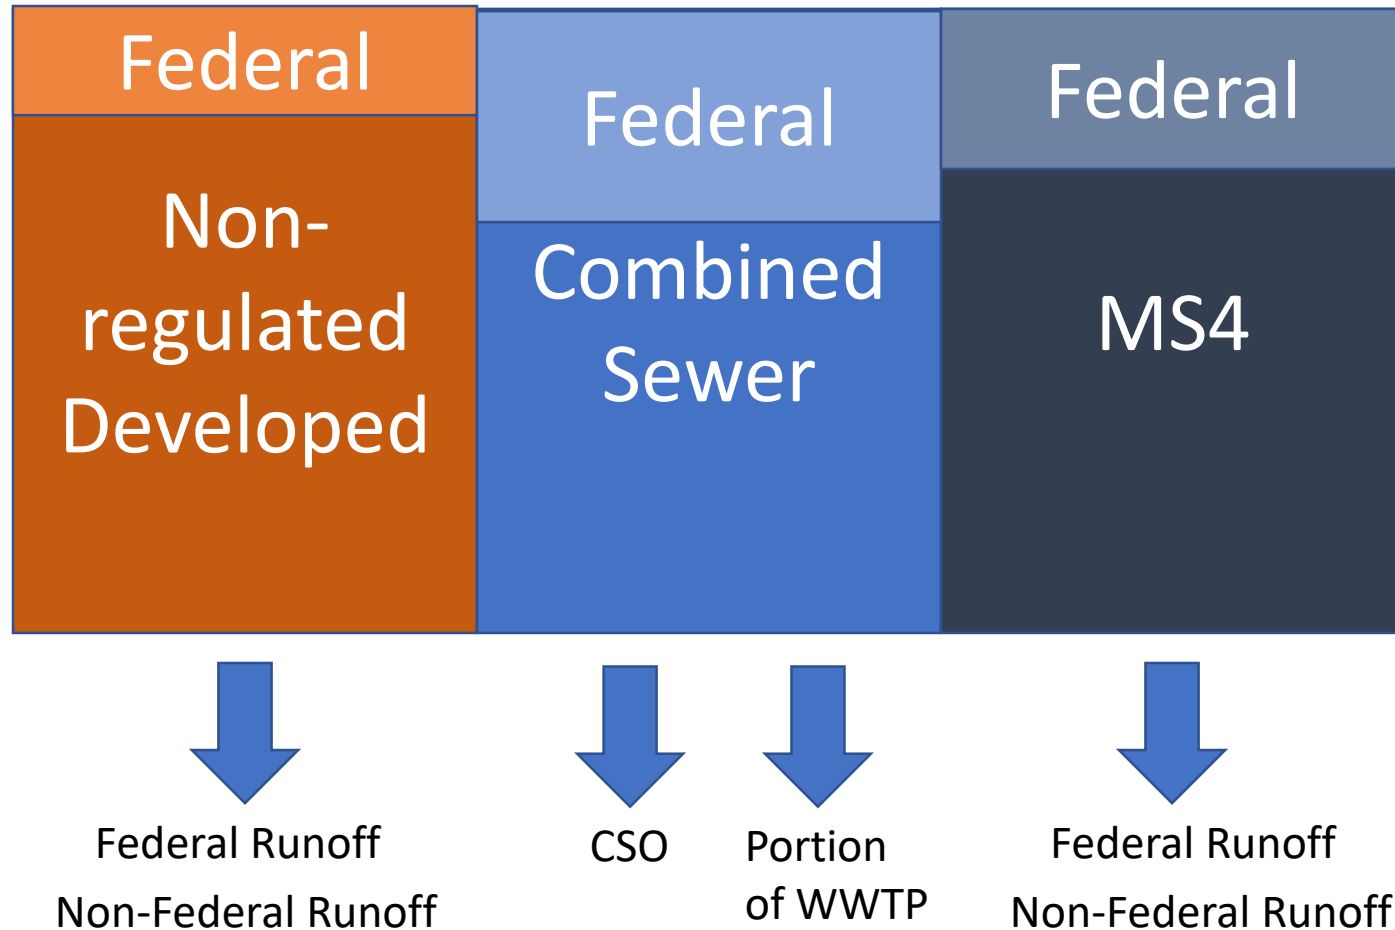 Federal
Non-
regulated
Developed
Federal
Combined
Sewer
Federal
MS4
Federal Runoff
Non-Federal Runoff
CSO
Portion
of WWTP
Federal Runoff
Non-Federal Runoff